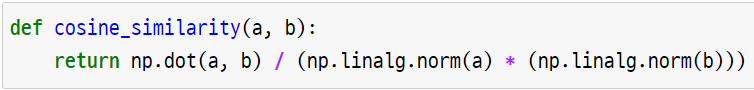 def cosine_similarity(a, b):
    return np.dot(a, b) / (np.linalg.norm(a) * (np.linalg.norm(b)))